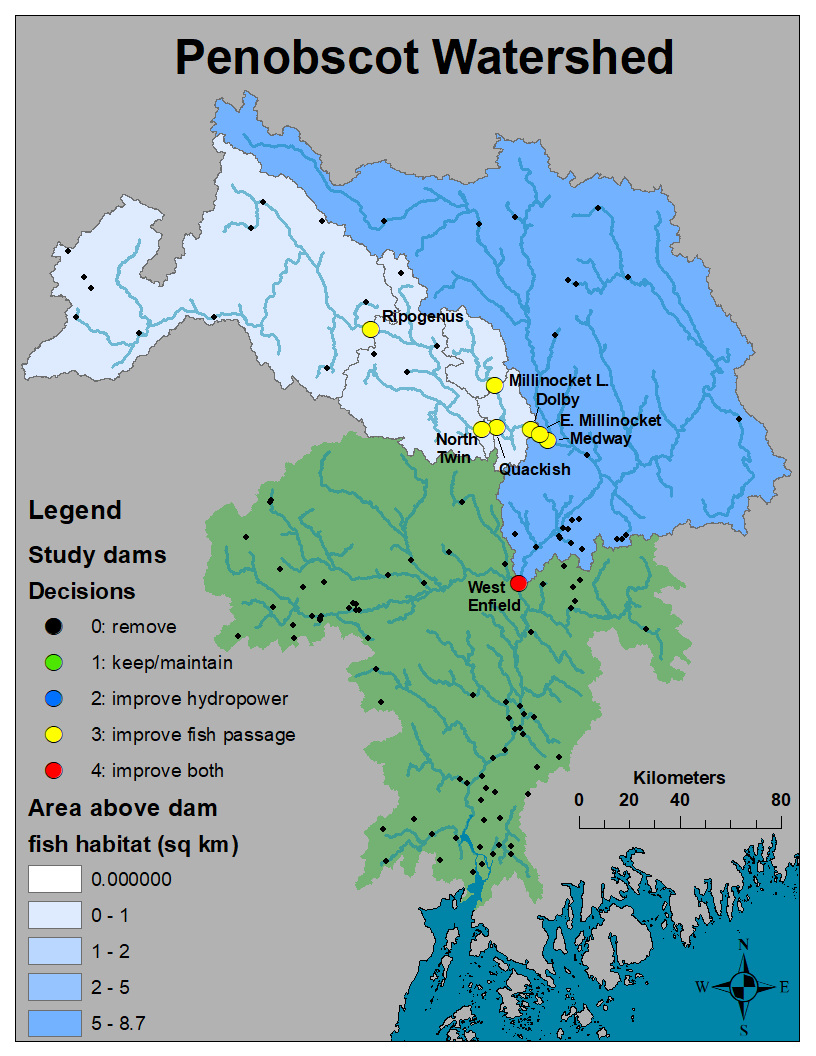 Penobscot Watershed
Ripogenus
Millinocket L.
Dolby
E. Millinocket
Medway
North
Twin
Quackish
West
Enfield
Legend
Study dams
Decisions
0: remove
1: keep/maintain
2: improve hydropower
3: improve fish passage
4: improve both
Area above dam
fish habitat (sq km)
0.000000
0 - 1
1 - 2
2 - 5
5 - 8.7
Kilometers
0 20 40 80
N
W E
S